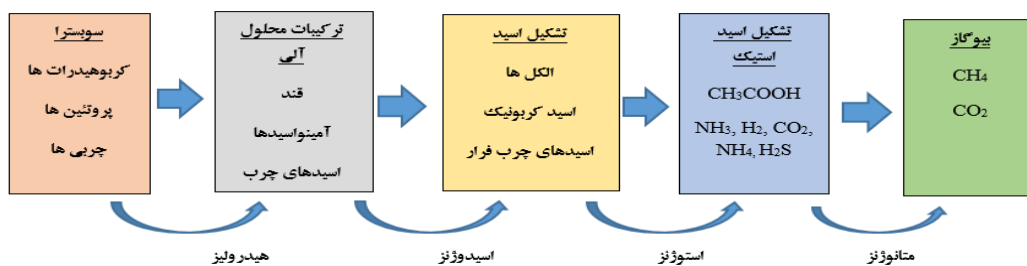 سوبسترا
کربوهیدرات ها
پروتئین ها
چربی ها
ترکیبات محلول
آلی
قند
آمینواسیدها
اسیدهای چرب
تشکیل اسید
الکل ها
اسید کربونیک
اسیدهای چرب فرار
تشکیل اسید
استیک
CH₃COOH
NH₃, H₂, CO₂,
NH₄, H₂S
بیوگاز
CH₄
CO₂
هیدرولیز
اسیدوژنز
استوژنز
متانوژنز